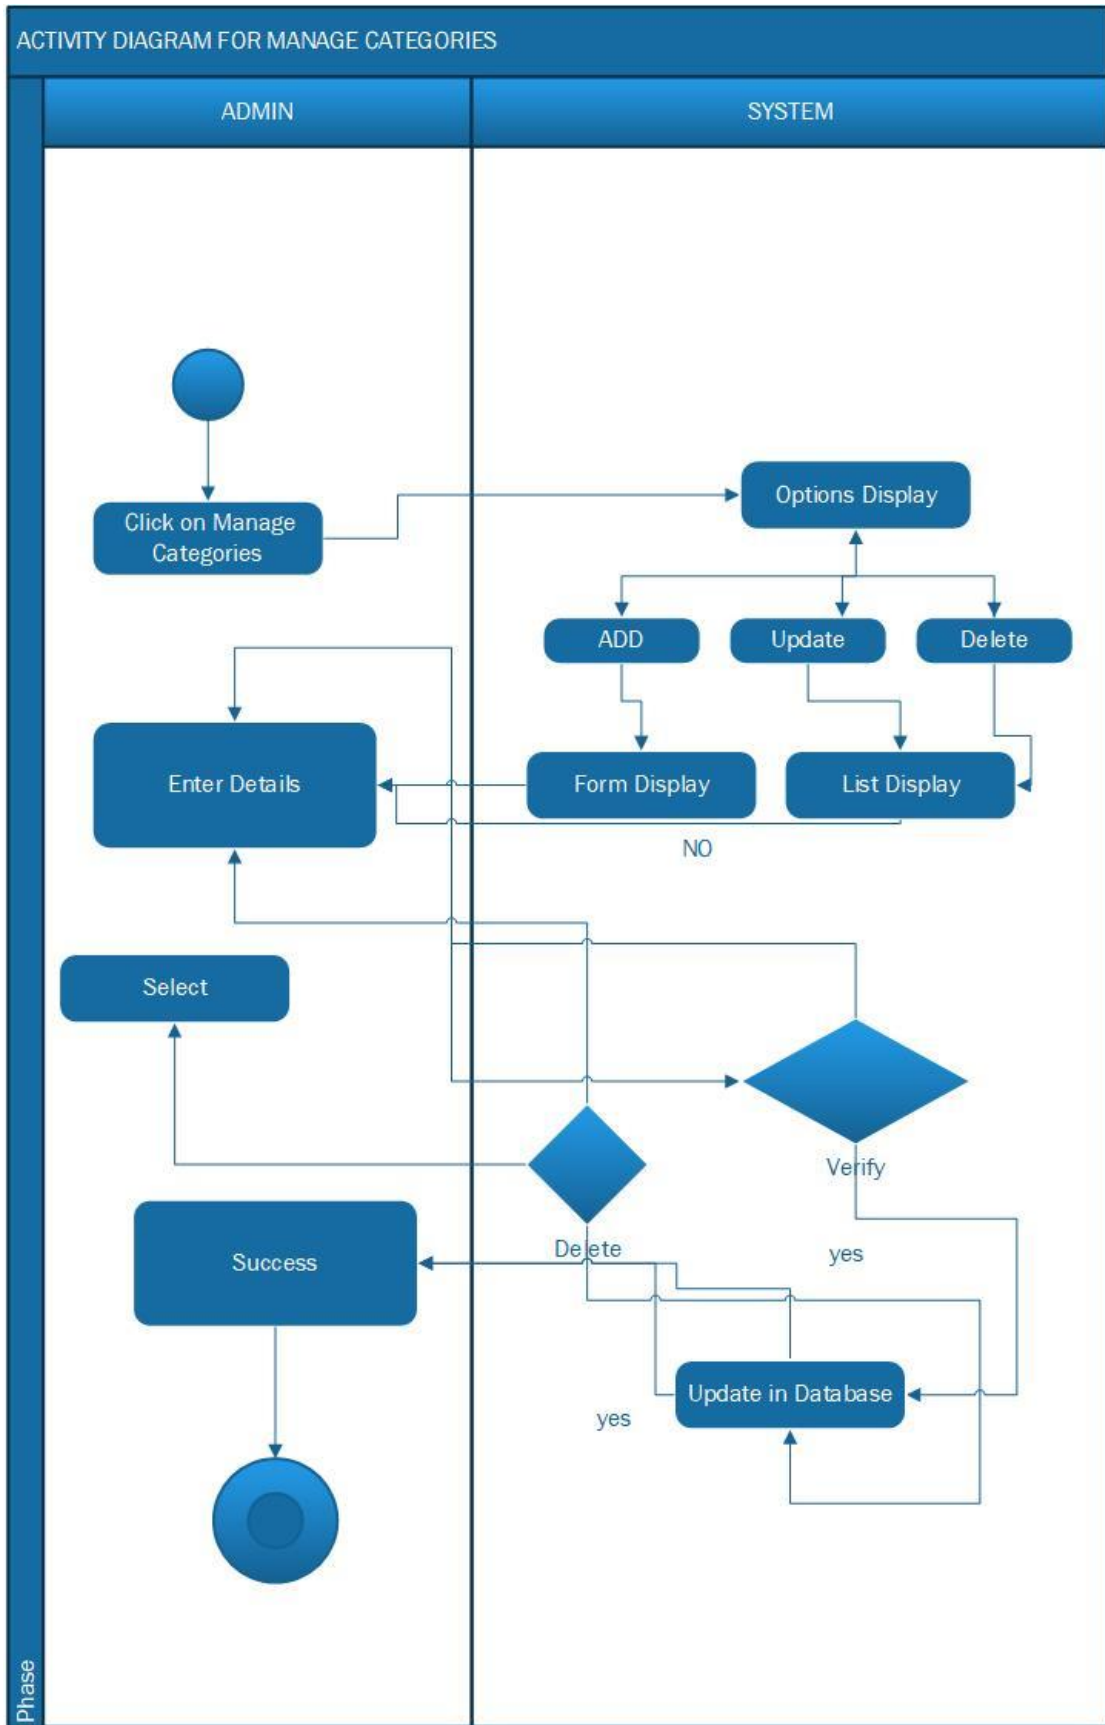 ACTIVITY DIAGRAM FOR MANAGE CATEGORIES
ADMIN
SYSTEM
Options Display
Click on Manage
Categories
ADD
Update
Delete
Enter Details
Form Display
List Display
NO
Select
Verify
Delete
yes
Success
Update in Database
yes
Phase